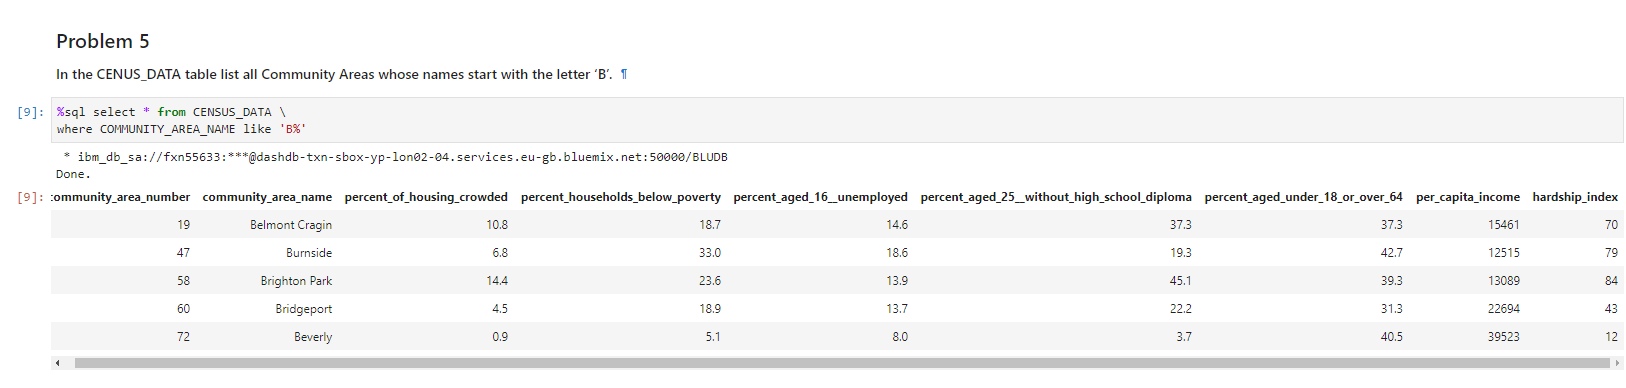 Problem 5
In the CENUS_DATA table list all Community Areas whose names start with the letter ‘B’. ¶
[9]: %sql select * from CENSUS_DATA \
where COMMUNITY_AREA_NAME like 'B%'
* ibm_db_sa://fxn55633:***@dashdb-txn-sbox-yp-lon02-04.services.eu-gb.bluemix.net:50000/BLUDB
Done.
[9]: :ommunity_area_number community_area_name percent_of_housing_crowded percent_households_below_poverty percent_aged_16__unemployed percent_aged_25__without_high_school_diploma percent_aged_under_18_or_over_64 per_capita_income hardship_index
19 Belmont Cragin 10.8 18.7 14.6 37.3 37.3 15461 70
47 Burnside 6.8 33.0 18.6 19.3 42.7 12515 79
58 Brighton Park 14.4 23.6 13.9 45.1 39.3 13089 84
60 Bridgeport 4.5 18.9 13.7 22.2 31.3 22694 43
72 Beverly 0.9 5.1 8.0 3.7 40.5 39523 12